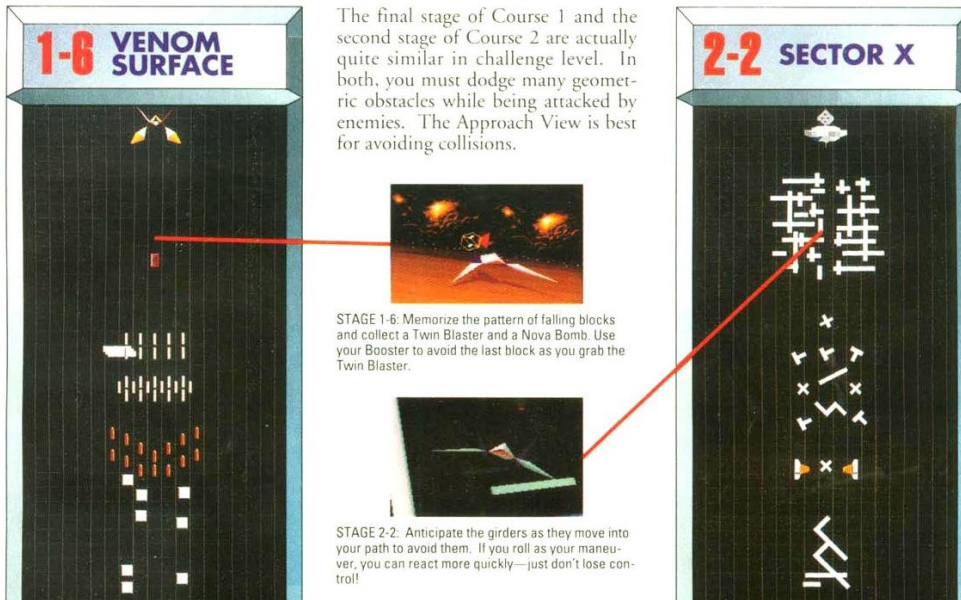 1-6 VENOM
SURFACE
The final stage of Course 1 and the
second stage of Course 2 are actually
quite similar in challenge level. In
both, you must dodge many geomet-
ric obstacles while being attacked by
enemies. The Approach View is best
for avoiding collisions.
STAGE 1-6: Memorize the pattern of falling blocks
and collect a Twin Blaster and a Nova Bomb. Use
your Booster to avoid the last block as you grab the
Twin Blaster.
STAGE 2-2: Anticipate the girders as they move into
your path to avoid them. If you roll as your maneu-
ver, you can react more quickly—just don't lose con-
trol!
2-2 SECTOR X